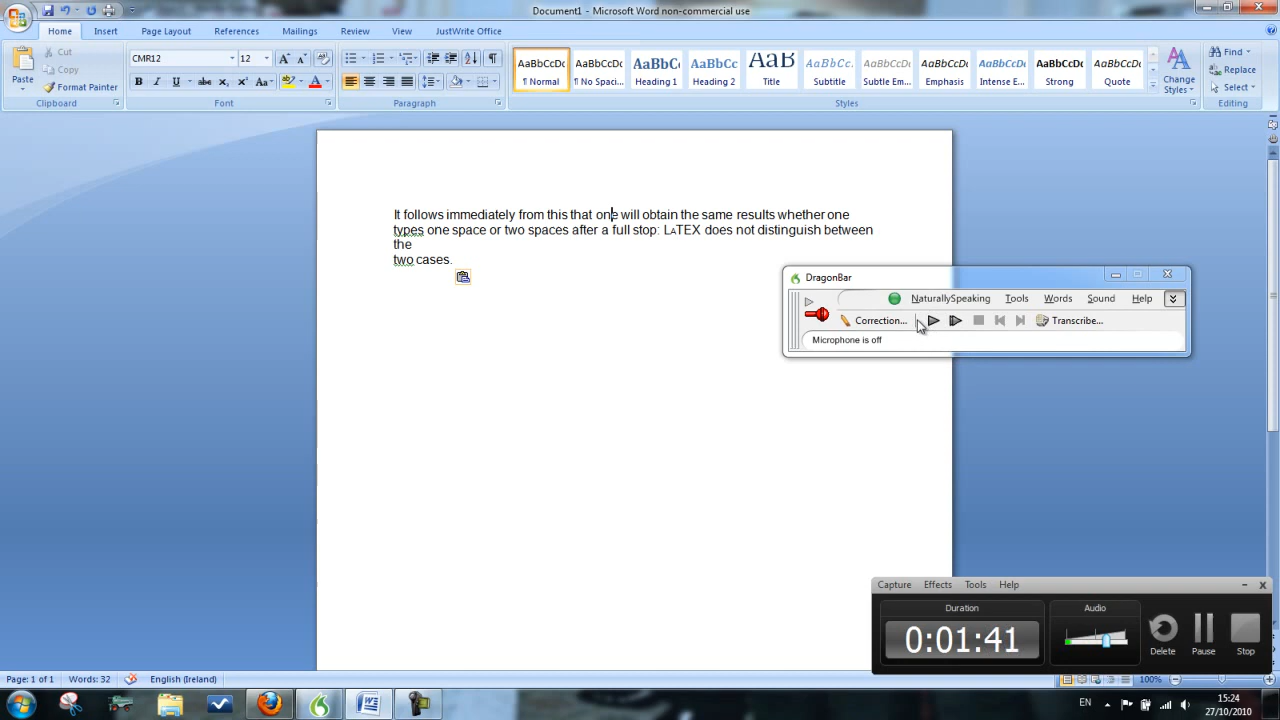 Document1 - Microsoft Word non-commercial use
Home Insert Page Layout References Mailings Review View JustWrite Office
Paste Cut Copy Format Painter
CMR12 12
B I U abc x₂ x² Aa A
AaBbCcDc AaBbCcDc AaBbC( AaBbCc AaB AaBbCc. AaBbCcDc AaBbCcDc AaBbCcDc AaBbCcDc AaBbCcDc
¶ Normal ¶ No Spaci... Heading 1 Heading 2 Title Subtitle Subtle Em... Emphasis Intense E... Strong Quote
Change Styles
Find Replace Select
Clipboard Font Paragraph Styles Editing
It follows immediately from this that one will obtain the same results whether one
types one space or two spaces after a full stop: LATEX does not distinguish between
the
two cases.
DragonBar
NaturallySpeaking Tools Words Sound Help
Correction... Transcribe...
Microphone is off
Capture Effects Tools Help
Duration Audio
0:01:41
Delete Pause Stop
Page: 1 of 1 Words: 32 English (Ireland) 100%
EN 15:24
27/10/2010